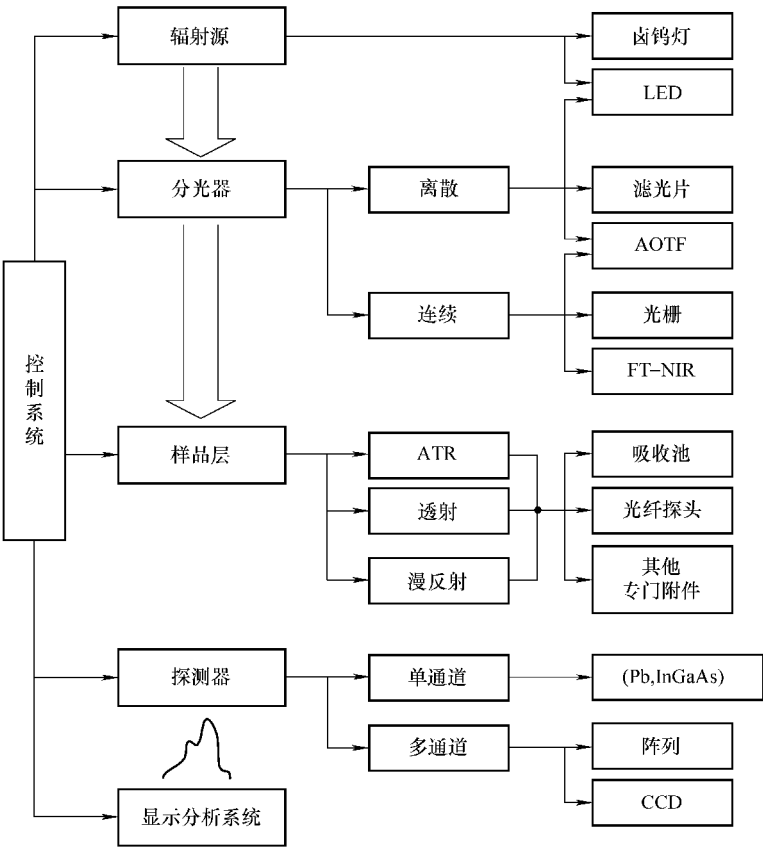 辐射源
卤钨灯
LED
分光器
离散
滤光片
AOTF
连续
光栅
FT-NIR
控制系统
样品层
ATR
吸收池
透射
光纤探头
漫反射
其他
专门附件
探测器
单通道
(Pb,InGaAs)
多通道
阵列
CCD
显示分析系统